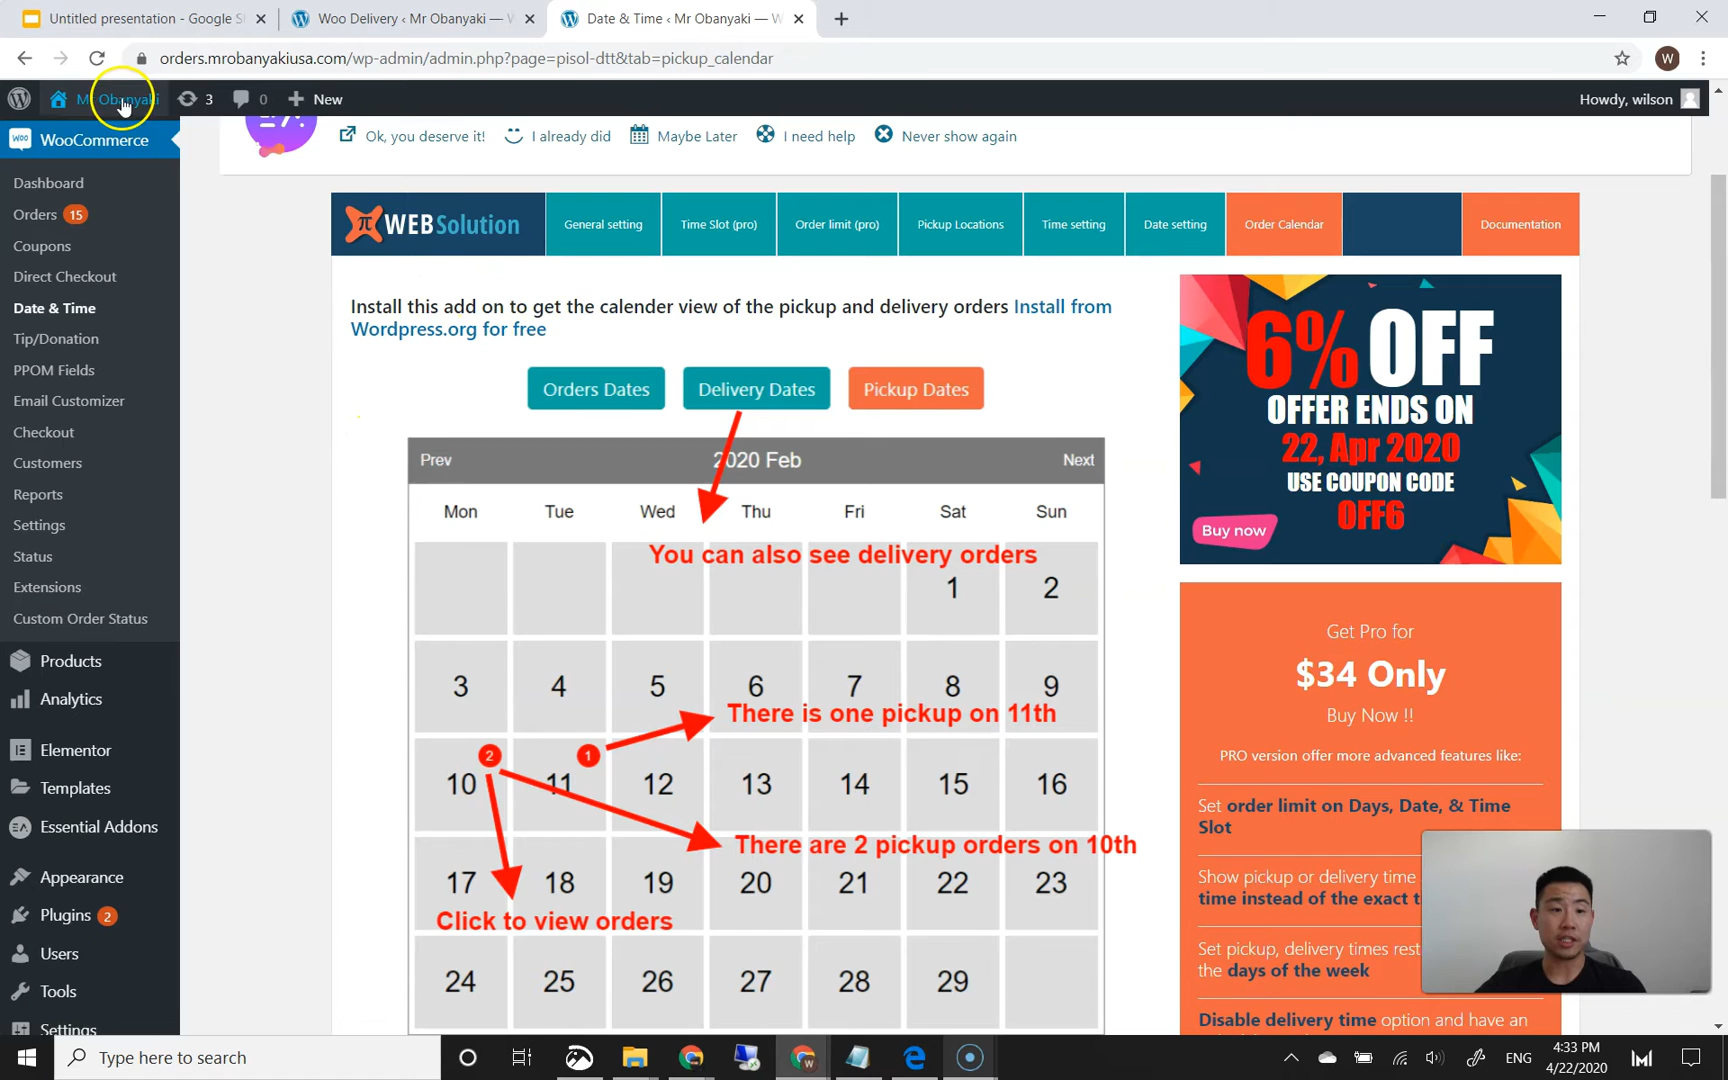 Untitled presentation - Google S
Woo Delivery ‹ Mr Obanyaki — W
Date & Time ‹ Mr Obanyaki — W
orders.mrobanyakiusa.com/wp-admin/admin.php?page=pisol-dtt&tab=pickup_calendar
W
Mr Obanyaki
3
0
New
Howdy, wilson
WooCommerce
Dashboard
Orders 15
Coupons
Direct Checkout
Date & Time
Tip/Donation
PPOM Fields
Email Customizer
Checkout
Customers
Reports
Settings
Status
Extensions
Custom Order Status
Products
Analytics
Elementor
Templates
Essential Addons
Appearance
Plugins 2
Users
Tools
Settings
Ok, you deserve it!
I already did
Maybe Later
I need help
Never show again
π WEBSolution
General setting
Time Slot (pro)
Order limit (pro)
Pickup Locations
Time setting
Date setting
Order Calendar
Documentation
Install this add on to get the calender view of the pickup and delivery orders Install from
Wordpress.org for free
Orders Dates
Delivery Dates
Pickup Dates
Prev
2020 Feb
Next
Mon Tue Wed Thu Fri Sat Sun
You can also see delivery orders
1 2
3 4 5 6 7 8 9
There is one pickup on 11th
2 1
10 11 12 13 14 15 16
There are 2 pickup orders on 10th
17 18 19 20 21 22 23
Click to view orders
24 25 26 27 28 29
6% OFF
OFFER ENDS ON
22, Apr 2020
USE COUPON CODE
OFF6
Buy now
Get Pro for
$34 Only
Buy Now !!
PRO version offer more advanced features like:
Set order limit on Days, Date, & Time
Slot
Show pickup or delivery time
time instead of the exact t
Set pickup, delivery times rest
the days of the week
Disable delivery time option and have an
Type here to search
ENG
4:33 PM
4/22/2020